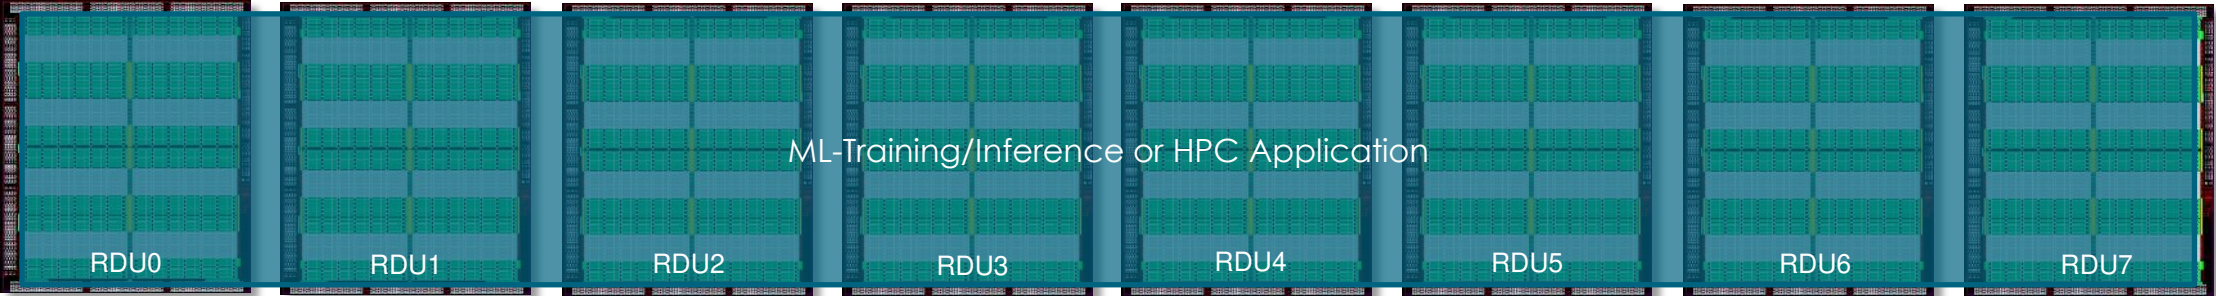 ML-Training/Inference or HPC Application
RDU0
RDU1
RDU2
RDU3
RDU4
RDU5
RDU6
RDU7